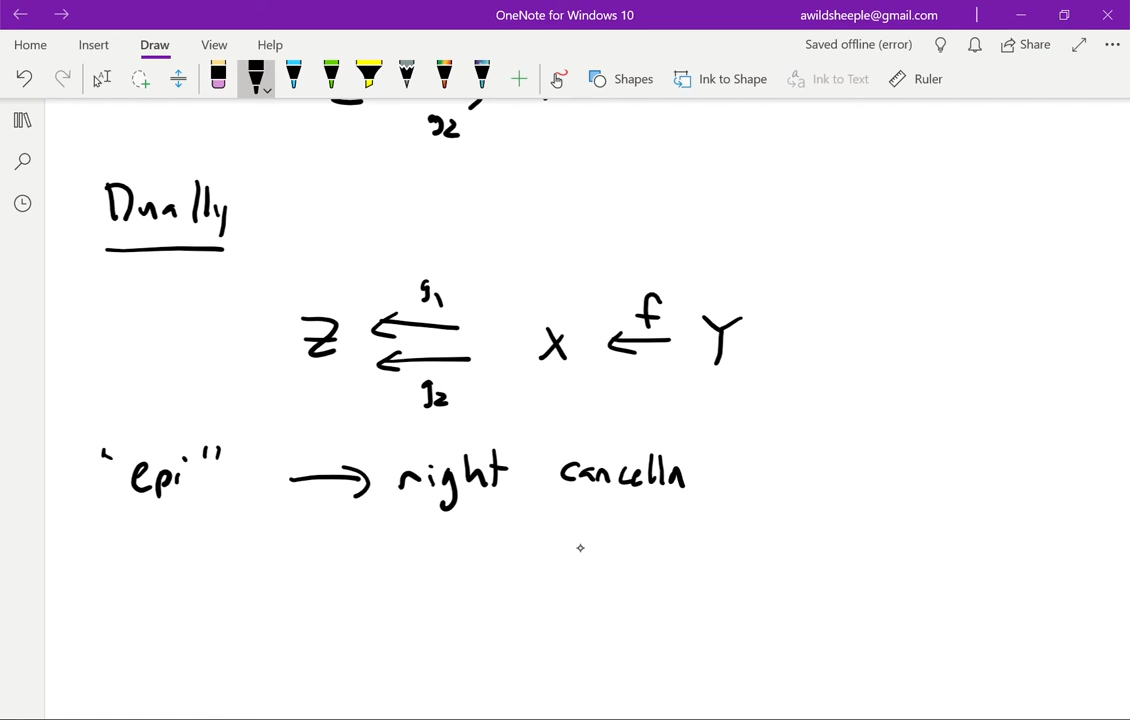 OneNote for Windows 10
awildsheeple@gmail.com
Home Insert Draw View Help
Saved offline (error) Share
Shapes Ink to Shape Ink to Text Ruler
g2
Dually
g1
Z X f Y
g2
"epi" → right cancella